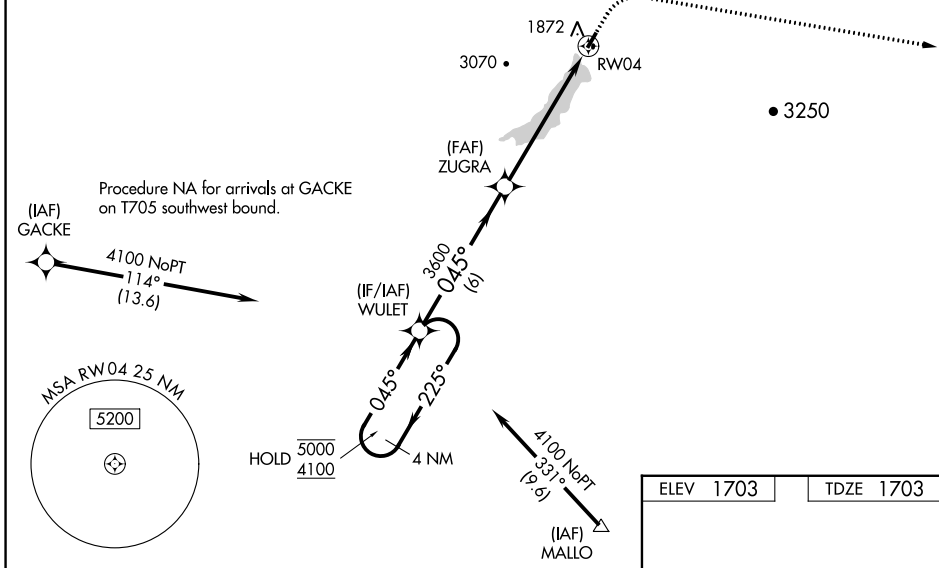 1872
3070
RW04
3250
(FAF)
ZUGRA
Procedure NA for arrivals at GACKE
on T705 southwest bound.
(IAF)
GACKE
4100 NoPT
114°
(13.6)
3600
045°
(6)
(IF/IAF)
WULET
MSA RW04 25 NM
5200
045°
225°
HOLD 5000
4100
4 NM
4100 NoPT
331°
(9.6)
(IAF)
MALLO
ELEV 1703
TDZE 1703